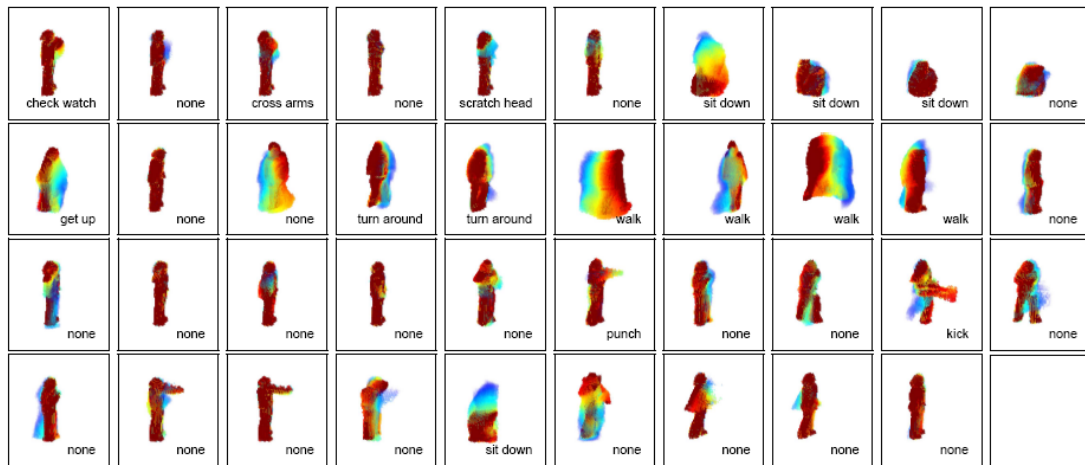 check watch
none
cross arms
none
scratch head
none
sit down
sit down
sit down
none
get up
none
none
turn around
turn around
walk
walk
walk
walk
none
none
none
none
none
none
punch
none
none
kick
none
none
none
none
none
sit down
none
none
none
none